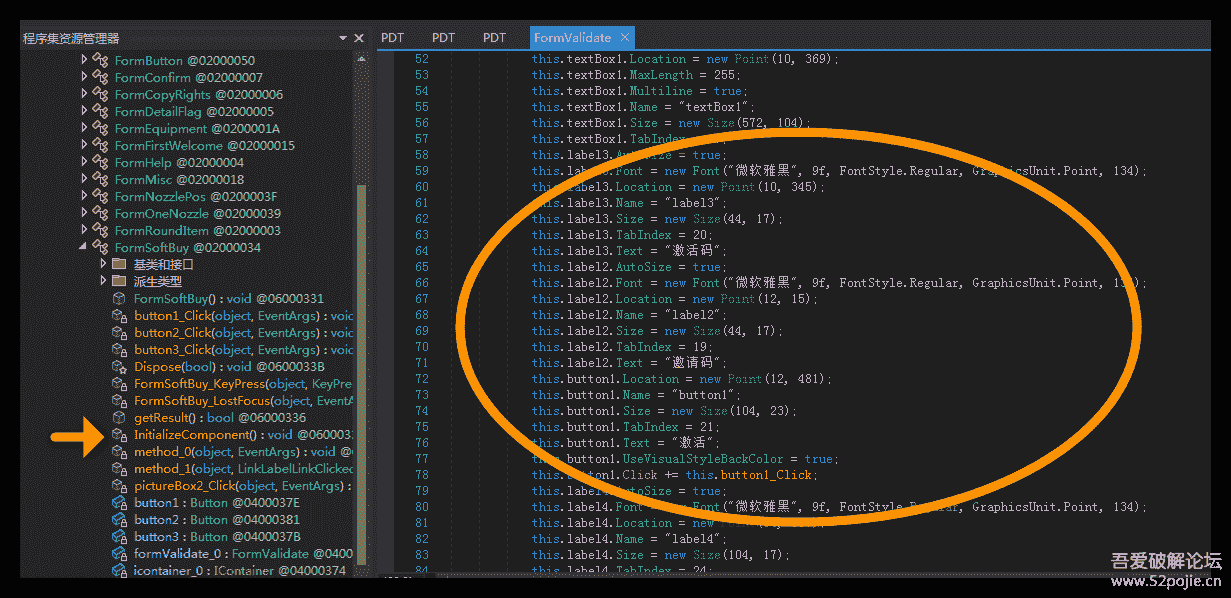 程序集资源管理器
FormButton @02000050
FormConfirm @02000007
FormCopyRights @02000006
FormDetailFlag @02000005
FormEquipment @0200001A
FormFirstWelcome @02000015
FormHelp @02000004
FormMisc @02000018
FormNozzlePos @0200003F
FormOneNozzle @02000039
FormRoundItem @02000003
FormSoftBuy @02000034
基类和接口
派生类型
FormSoftBuy() : void @06000331
button1_Click(object, EventArgs) : voic
button2_Click(object, EventArgs) : voic
button3_Click(object, EventArgs) : voic
Dispose(bool) : void @0600033B
FormSoftBuy_KeyPress(object, KeyPre
FormSoftBuy_LostFocus(object, EventA
getResult() : bool @06000336
InitializeComponent() : void @060003
method_0(object, EventArgs) : void @
method_1(object, LinkLabelLinkClicked
pictureBox2_Click(object, EventArgs) :
button1 : Button @0400037E
button2 : Button @04000381
button3 : Button @0400037B
formValidate_0 : FormValidate @0400
icontainer_0 : IContainer @04000374
PDT PDT PDT FormValidate
52 this.textBox1.Location = new Point(10, 369);
53 this.textBox1.MaxLength = 255;
54 this.textBox1.Multiline = true;
55 this.textBox1.Name = "textBox1";
56 this.textBox1.Size = new Size(572, 104);
57 this.textBox1.TabIndex
58 this.label3.AutoSize = true;
59 this.label3.Font = new Font("微软雅黑", 9f, FontStyle.Regular, GraphicsUnit.Point, 134);
60 this.label3.Location = new Point(10, 345);
61 this.label3.Name = "label3";
62 this.label3.Size = new Size(44, 17);
63 this.label3.TabIndex = 20;
64 this.label3.Text = "激活码";
65 this.label2.AutoSize = true;
66 this.label2.Font = new Font("微软雅黑", 9f, FontStyle.Regular, GraphicsUnit.Point, 13
67 this.label2.Location = new Point(12, 15);
68 this.label2.Name = "label2";
69 this.label2.Size = new Size(44, 17);
70 this.label2.TabIndex = 19;
71 this.label2.Text = "邀请码";
72 this.button1.Location = new Point(12, 481);
73 this.button1.Name = "button1";
74 this.button1.Size = new Size(104, 23);
75 this.button1.TabIndex = 21;
76 this.button1.Text = "激活";
77 this.button1.UseVisualStyleBackColor = true;
78 this.button1.Click += this.button1_Click;
79 this.label4.AutoSize = true;
80 this.label4.Font = new Font("微软雅黑", 9f, FontStyle.Regular, GraphicsUnit.Point, 134);
81 this.label4.Location = new
82 this.label4.Name = "label4";
83 this.label4.Size = new Size(104, 17);
84 this.label4.TabIndex = 24;
吾爱破解论坛
www.52pojie.cn